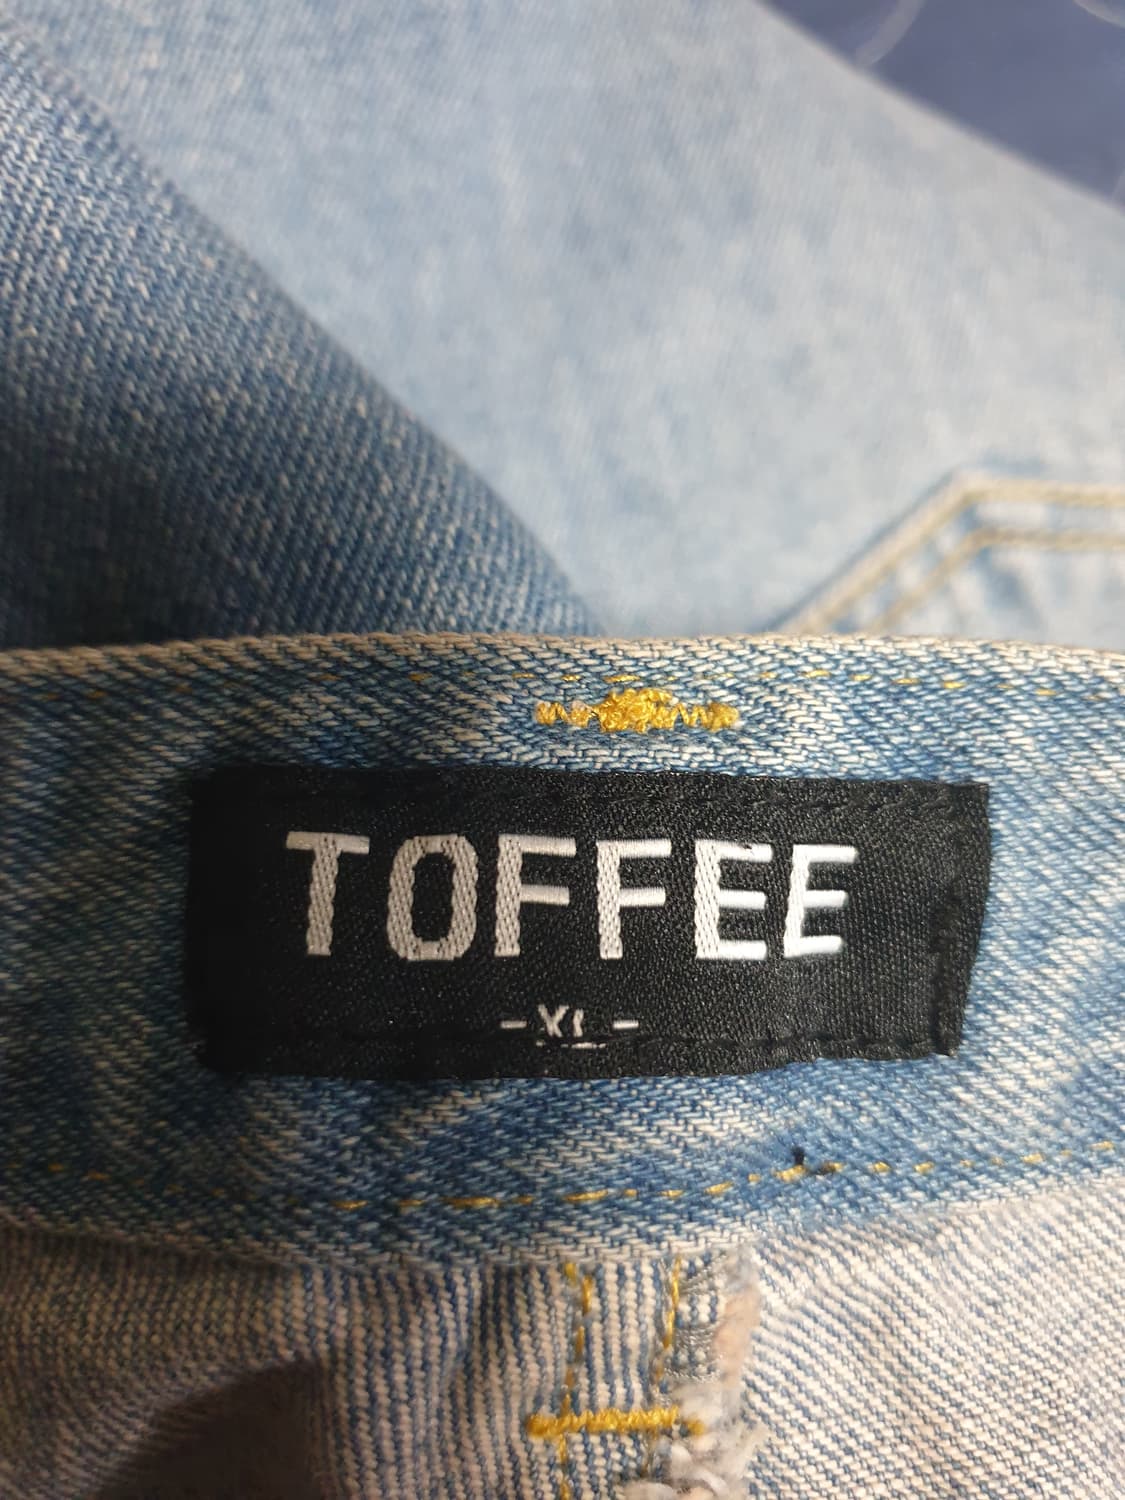 TOFFEE
- XL -